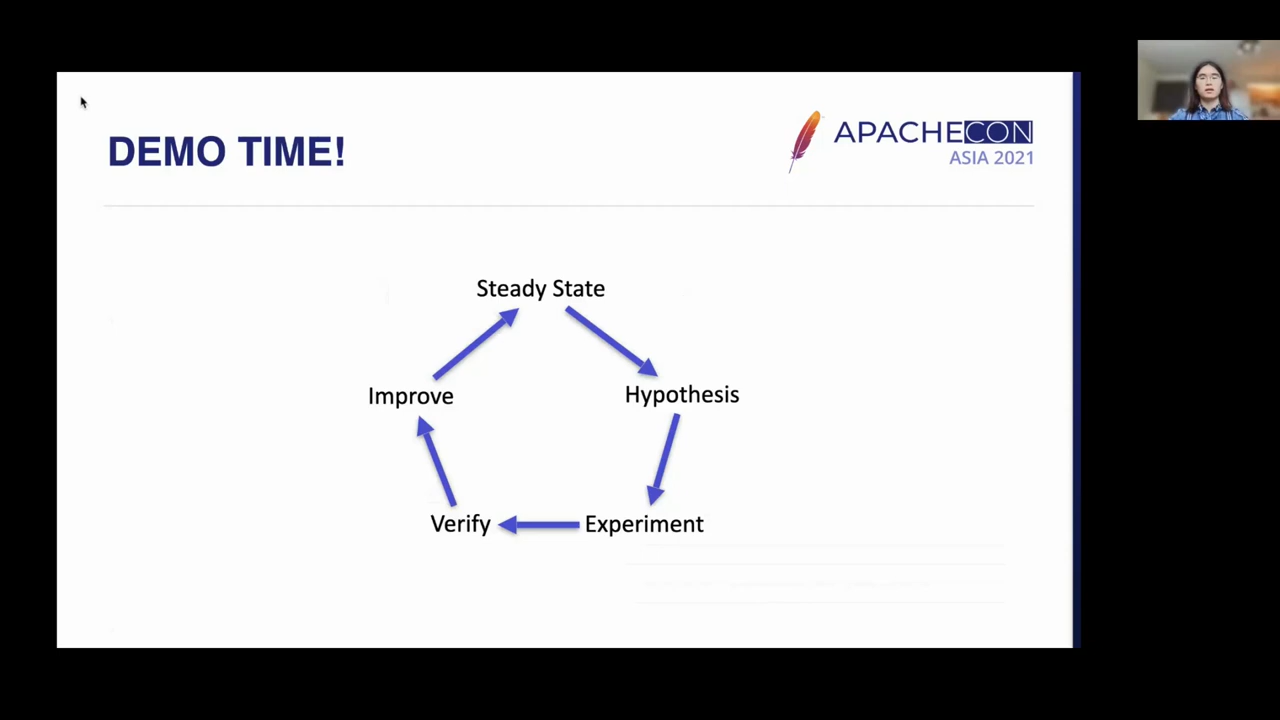 DEMO TIME!
APACHECON
ASIA 2021
Steady State
Improve
Hypothesis
Verify
Experiment